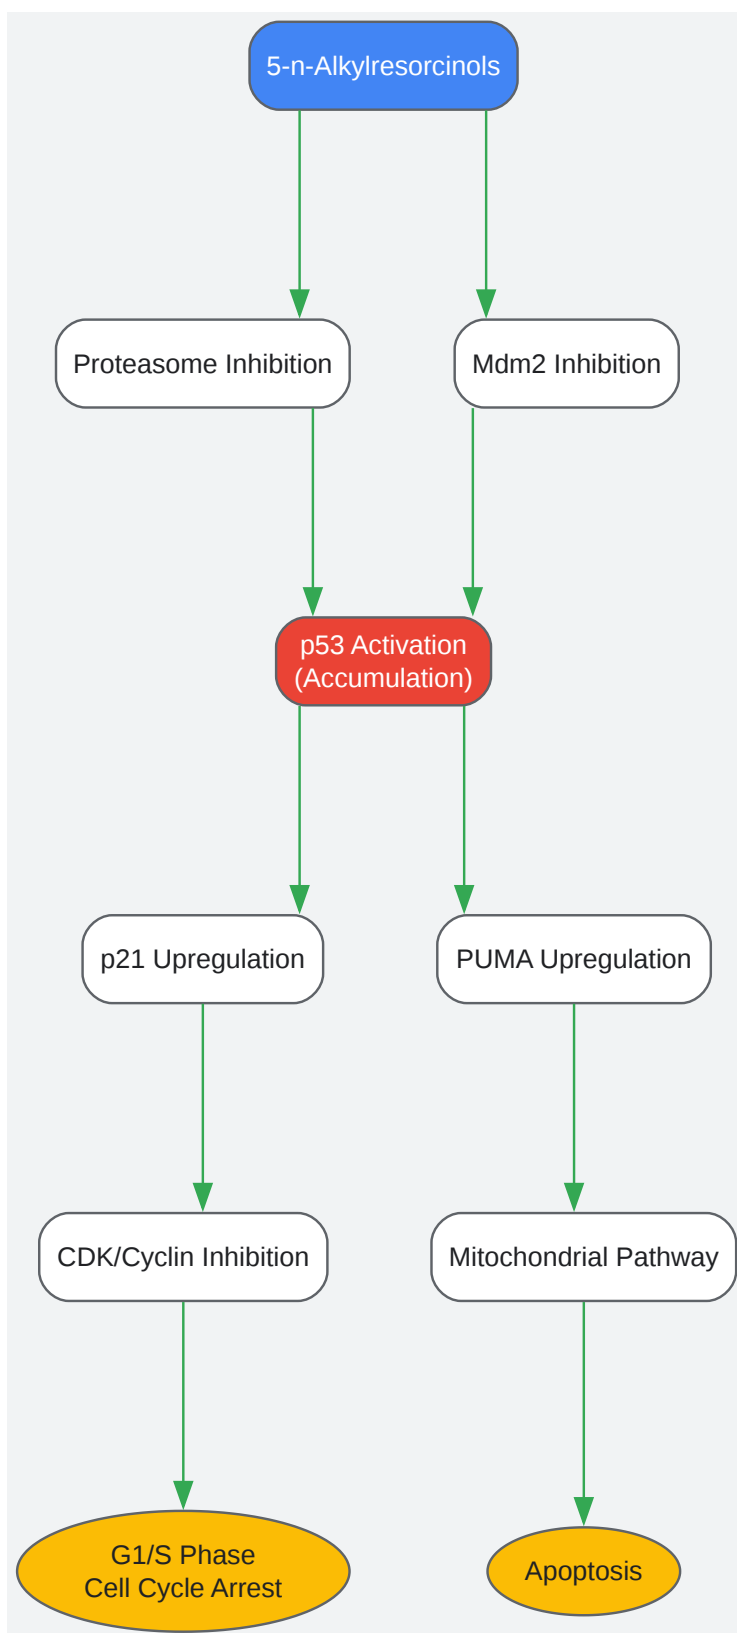 5-n-Alkylresorcinols
Proteasome Inhibition
Mdm2 Inhibition
p53 Activation
(Accumulation)
p21 Upregulation
PUMA Upregulation
CDK/Cyclin Inhibition
Mitochondrial Pathway
G1/S Phase
Cell Cycle Arrest
Apoptosis